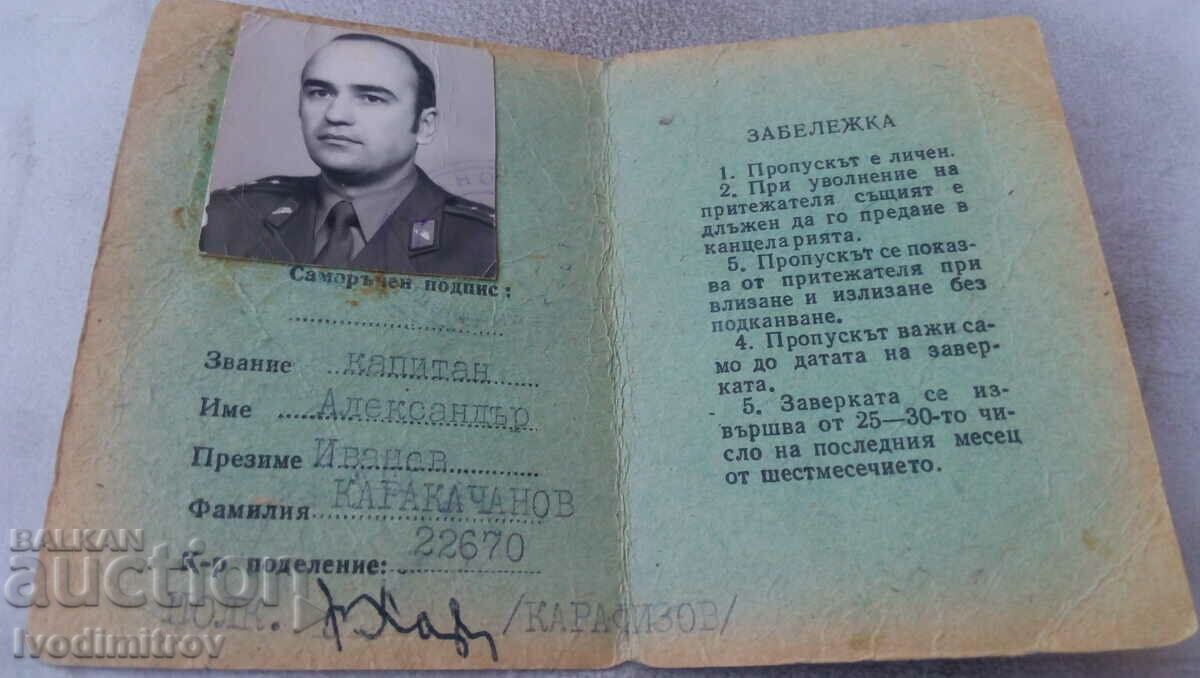 Саморъчен подпис:
Звание капитан
Име Александър
Презиме Иванов
Фамилия КАРАКАЧАНОВ
22670
К-р поделение:
ПОЛК. /КАРАФИЗОВ/
ЗАБЕЛЕЖКА
1. Пропускът е личен.
2. При уволнение на
притежателя същият е
длъжен да го предаде в
канцеларията.
5. Пропускът се показ-
ва от притежателя при
влизане и излизане без
подканване.
4. Пропускът важи са-
мо до датата на завер-
ката.
5. Заверката се из-
вършва от 25—30-то чи-
сло на последния месец
от шестмесечието.
BALKAN
auction
Ivodimitrov